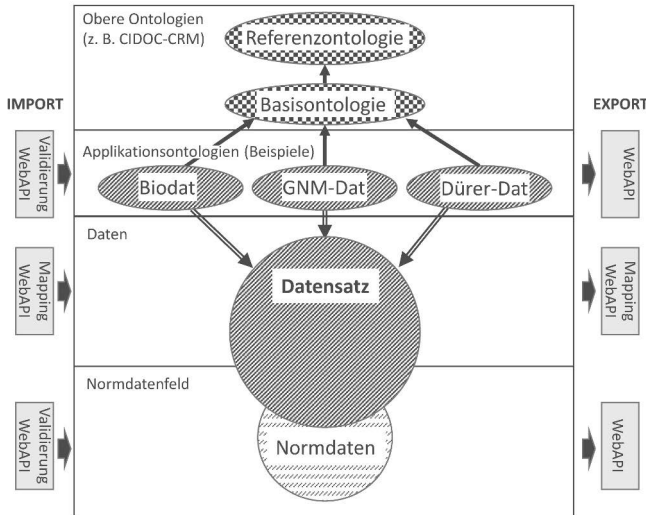 Obere Ontologien
(z. B. CIDOC-CRM)
Referenzontologie
Basisontologie
IMPORT
EXPORT
Validierung
WebAPI
WebAPI
Applikationsontologien (Beispiele)
Biodat
GNM-Dat
Dürer-Dat
Daten
Mapping
WebAPI
Datensatz
Mapping
WebAPI
Normdatenfeld
Validierung
WebAPI
Normdaten
WebAPI